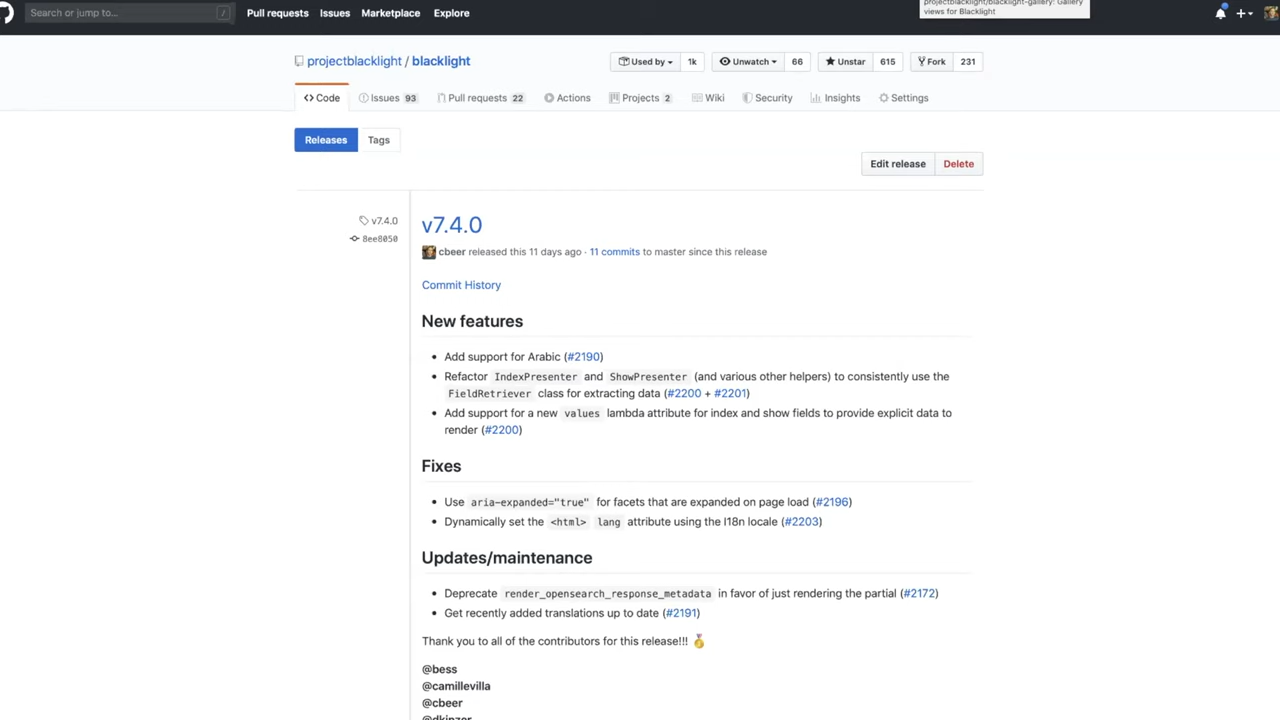 projectblacklight/blacklight-gallery: Gallery
views for Blacklight
Search or jump to... /
Pull requests Issues Marketplace Explore
projectblacklight / blacklight
Used by 1k Unwatch 66 Unstar 615 Fork 231
Code Issues 93 Pull requests 22 Actions Projects 2 Wiki Security Insights Settings
Releases Tags
Edit release Delete
v7.4.0
8ee8050
v7.4.0
cbeer released this 11 days ago · 11 commits to master since this release
Commit History
New features
• Add support for Arabic (#2190)
• Refactor IndexPresenter and ShowPresenter (and various other helpers) to consistently use the
FieldRetriever class for extracting data (#2200 + #2201)
• Add support for a new values lambda attribute for index and show fields to provide explicit data to
render (#2200)
Fixes
• Use aria-expanded="true" for facets that are expanded on page load (#2196)
• Dynamically set the <html> lang attribute using the I18n locale (#2203)
Updates/maintenance
• Deprecate render_opensearch_response_metadata in favor of just rendering the partial (#2172)
• Get recently added translations up to date (#2191)
Thank you to all of the contributors for this release!!! 🏅
@bess
@camillevilla
@cbeer
@dkinzer